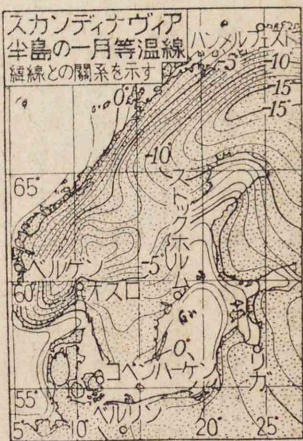 スカンディナヴィア
半島の一月等温線
緯線との關系を示す
ハンメルフェスト
0°
-5°
-10°
-15°
-15°
-10°
65°
ストックホルム
ベルゲン
-5°
60°
オスロ
0°
コペンハーケン
リガ
55°
ベルリン
5° 10° 20° 25°